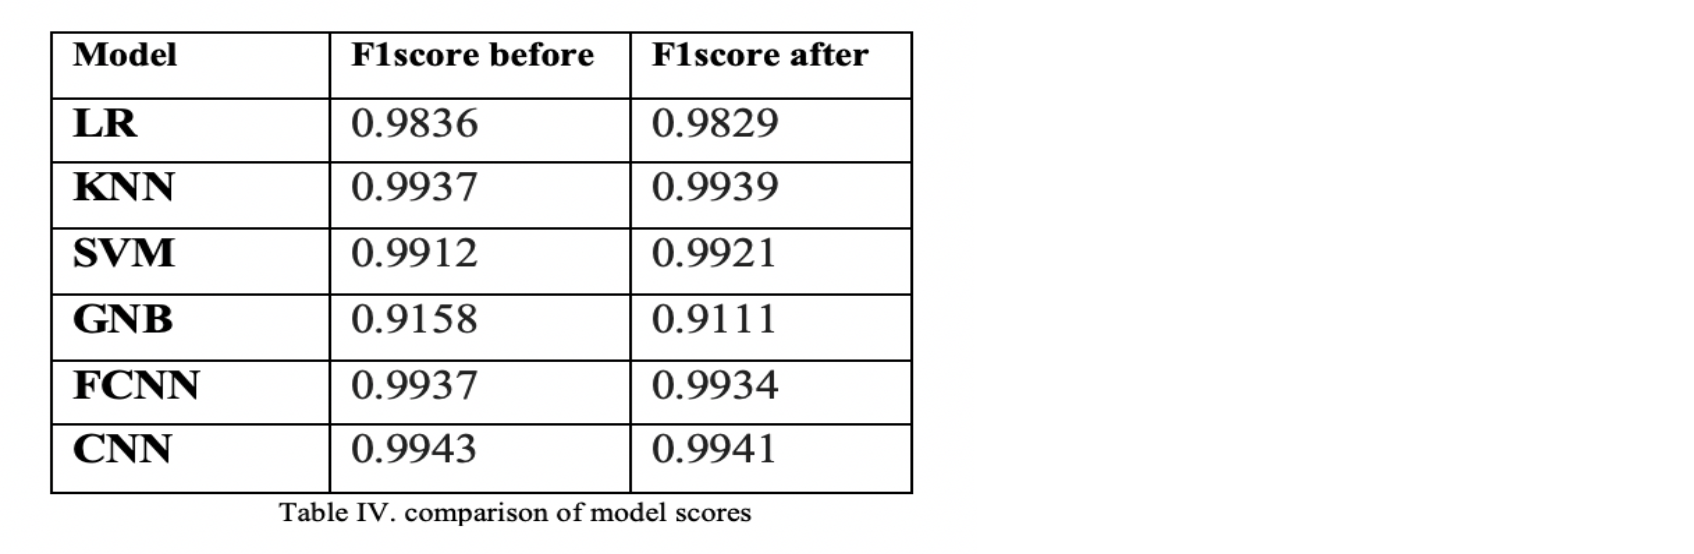 Model F1score before F1score after
LR 0.9836 0.9829
KNN 0.9937 0.9939
SVM 0.9912 0.9921
GNB 0.9158 0.9111
FCNN 0.9937 0.9934
CNN 0.9943 0.9941
Table IV. comparison of model scores